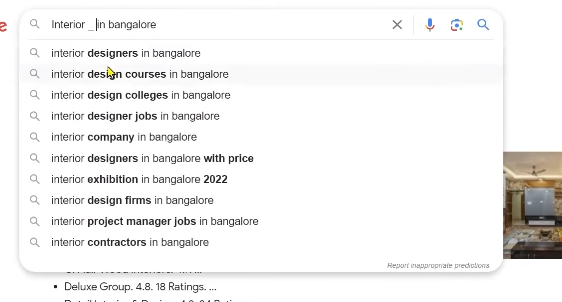 Interior _ in bangalore
interior designers in bangalore
interior design courses in bangalore
interior design colleges in bangalore
interior designer jobs in bangalore
interior company in bangalore
interior designers in bangalore with price
interior exhibition in bangalore 2022
interior design firms in bangalore
interior project manager jobs in bangalore
interior contractors in bangalore
Report inappropriate predictions
Deluxe Group. 4.8. 18 Ratings. ...